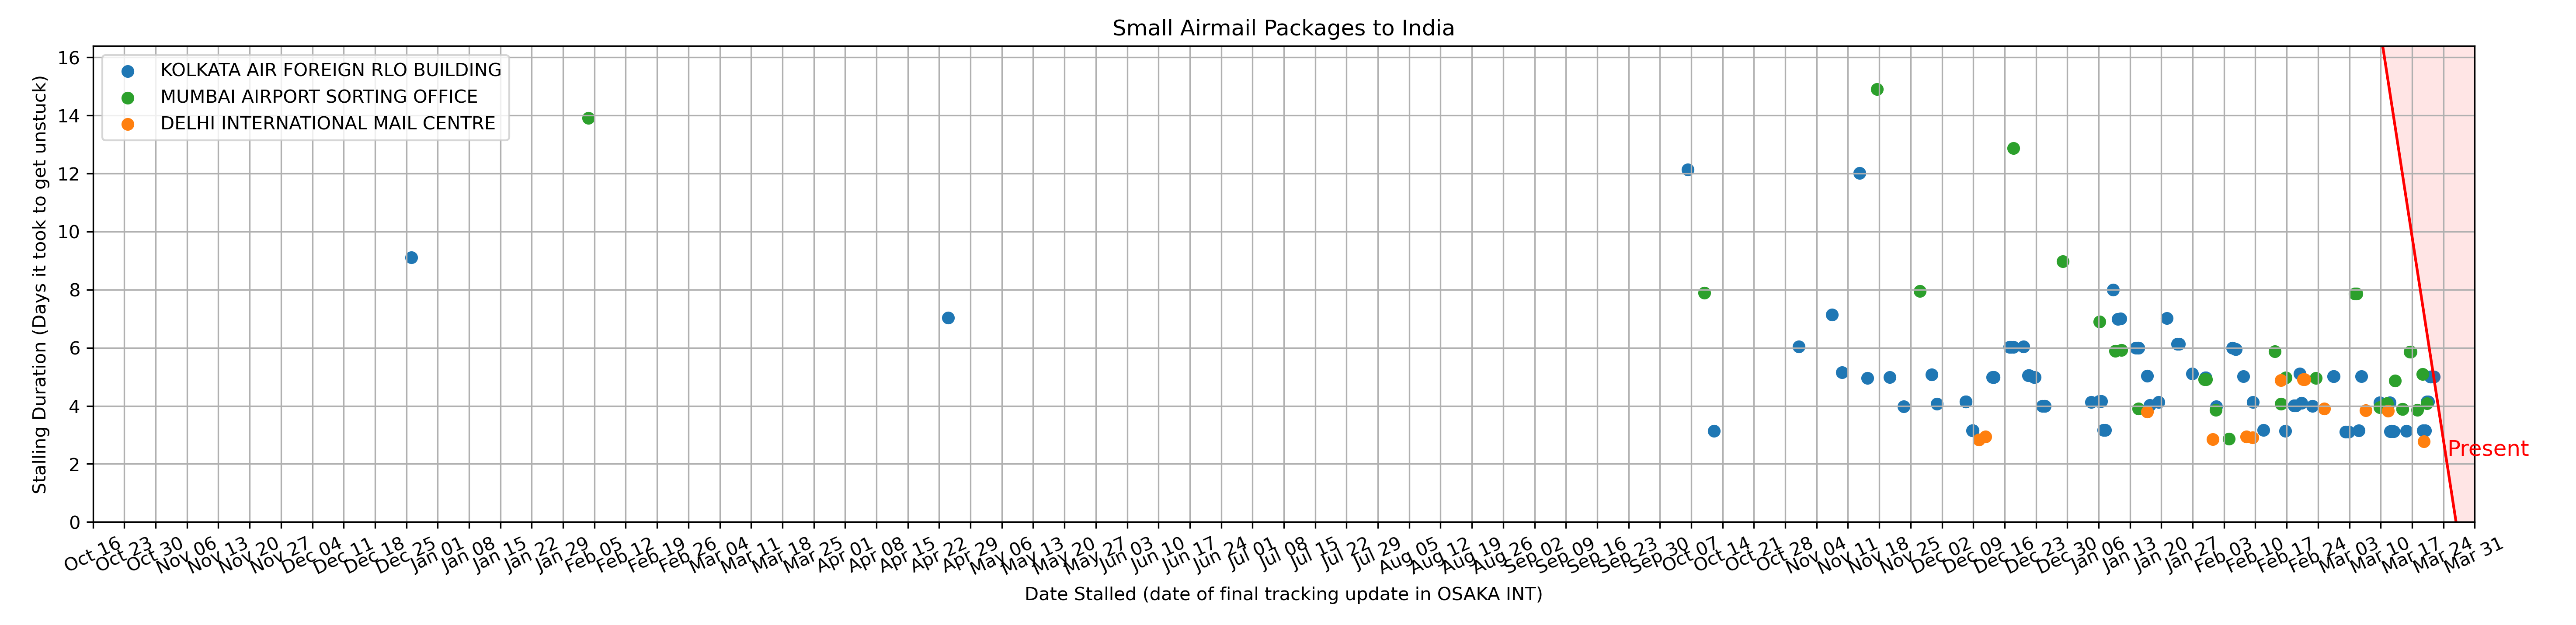 Small Airmail Packages to India
KOLKATA AIR FOREIGN RLO BUILDING
MUMBAI AIRPORT SORTING OFFICE
DELHI INTERNATIONAL MAIL CENTRE
Stalling Duration (Days it took to get unstuck)
16
14
12
10
8
6
4
2
0
Present
Oct 16 Oct 23 Oct 30 Nov 06 Nov 13 Nov 20 Nov 27 Dec 04 Dec 11 Dec 18 Dec 25 Jan 01 Jan 08 Jan 15 Jan 22 Jan 29 Feb 05 Feb 12 Feb 19 Feb 26 Mar 04 Mar 11 Mar 18 Mar 25 Apr 01 Apr 08 Apr 15 Apr 22 Apr 29 May 06 May 13 May 20 May 27 Jun 03 Jun 10 Jun 17 Jun 24 Jul 01 Jul 08 Jul 15 Jul 22 Jul 29 Aug 05 Aug 12 Aug 19 Aug 26 Sep 02 Sep 09 Sep 16 Sep 23 Sep 30 Oct 07 Oct 14 Oct 21 Oct 28 Nov 04 Nov 11 Nov 18 Nov 25 Dec 02 Dec 09 Dec 16 Dec 23 Dec 30 Jan 06 Jan 13 Jan 20 Jan 27 Feb 03 Feb 10 Feb 17 Feb 24 Mar 03 Mar 10 Mar 17 Mar 24 Mar 31
Date Stalled (date of final tracking update in OSAKA INT)